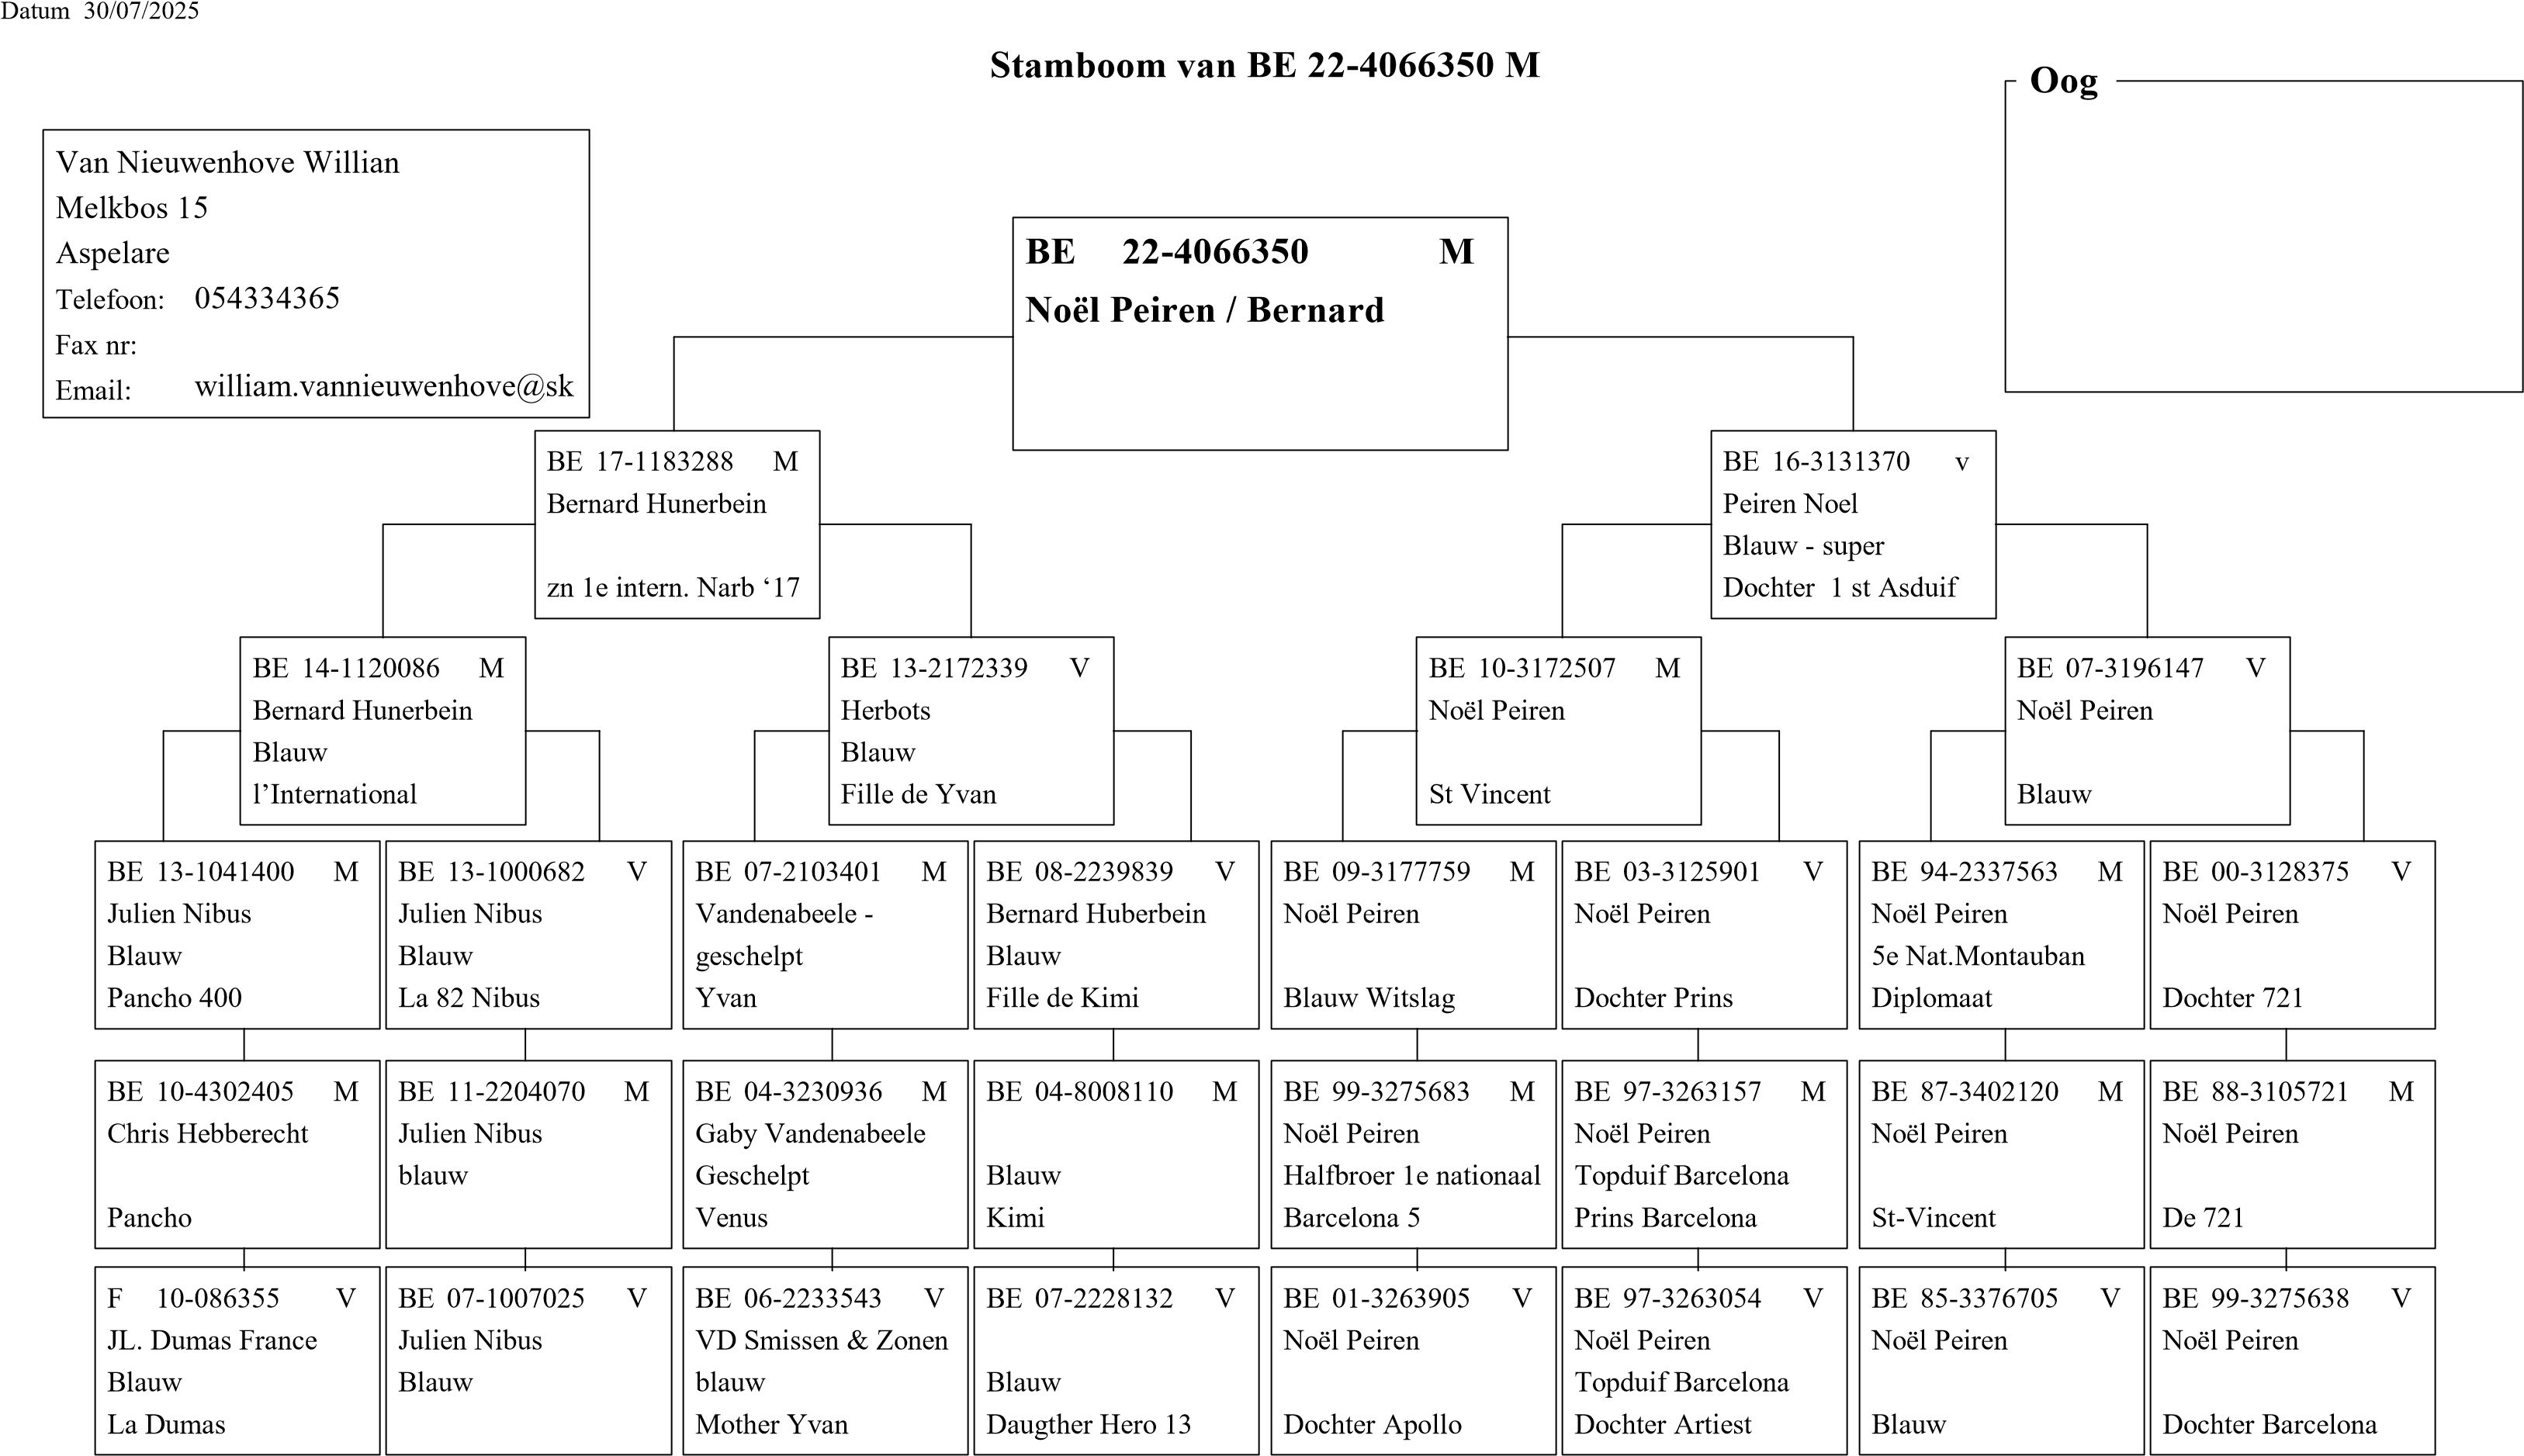 Datum 30/07/2025
Stamboom van BE 22-4066350 M
Oog
Van Nieuwenhove Willian
Melkbos 15
Aspelare
Telefoon: 054334365
Fax nr:
Email: william.vannieuwenhove@sk
BE 22-4066350 M
Noël Peiren / Bernard
BE 17-1183288 M
Bernard Hunerbein
zn 1e intern. Narb ‘17
BE 16-3131370 v
Peiren Noel
Blauw - super
Dochter 1 st Asduif
BE 14-1120086 M
Bernard Hunerbein
Blauw
l’International
BE 13-2172339 V
Herbots
Blauw
Fille de Yvan
BE 10-3172507 M
Noël Peiren
St Vincent
BE 07-3196147 V
Noël Peiren
Blauw
BE 13-1041400 M
Julien Nibus
Blauw
Pancho 400
BE 13-1000682 V
Julien Nibus
Blauw
La 82 Nibus
BE 07-2103401 M
Vandenabeele -
geschelpt
Yvan
BE 08-2239839 V
Bernard Huberbein
Blauw
Fille de Kimi
BE 09-3177759 M
Noël Peiren
Blauw Witslag
BE 03-3125901 V
Noël Peiren
Dochter Prins
BE 94-2337563 M
Noël Peiren
5e Nat.Montauban
Diplomaat
BE 00-3128375 V
Noël Peiren
Dochter 721
BE 10-4302405 M
Chris Hebberecht
Pancho
BE 11-2204070 M
Julien Nibus
blauw
BE 04-3230936 M
Gaby Vandenabeele
Geschelpt
Venus
BE 04-8008110 M
Blauw
Kimi
BE 99-3275683 M
Noël Peiren
Halfbroer 1e nationaal
Barcelona 5
BE 97-3263157 M
Noël Peiren
Topduif Barcelona
Prins Barcelona
BE 87-3402120 M
Noël Peiren
St-Vincent
BE 88-3105721 M
Noël Peiren
De 721
F 10-086355 V
JL. Dumas France
Blauw
La Dumas
BE 07-1007025 V
Julien Nibus
Blauw
BE 06-2233543 V
VD Smissen & Zonen
blauw
Mother Yvan
BE 07-2228132 V
Blauw
Daugther Hero 13
BE 01-3263905 V
Noël Peiren
Dochter Apollo
BE 97-3263054 V
Noël Peiren
Topduif Barcelona
Dochter Artiest
BE 85-3376705 V
Noël Peiren
Blauw
BE 99-3275638 V
Noël Peiren
Dochter Barcelona